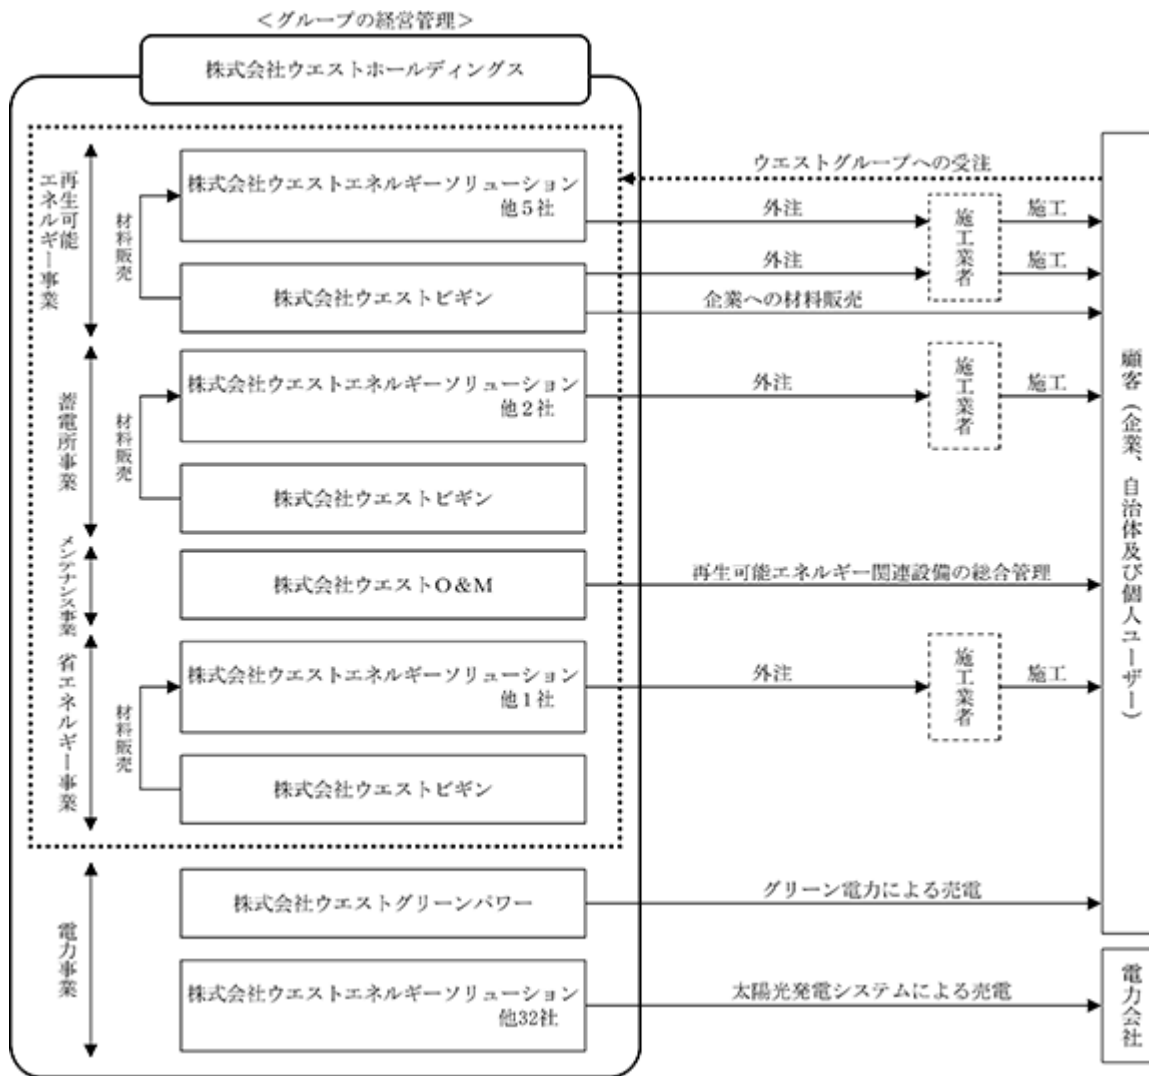 ＜グループの経営管理＞
株式会社ウエストホールディングス
再生可能
エネルギー事業
材料販売
株式会社ウエストエネルギーソリューション
他5社
株式会社ウエストビギン
ウエストグループへの受注
外注
施工業者
施工
外注
施工
企業への材料販売
蓄電所事業
材料販売
株式会社ウエストエネルギーソリューション
他2社
株式会社ウエストビギン
外注
施工業者
施工
メンテナンス事業
株式会社ウエストO&M
再生可能エネルギー関連設備の総合管理
省エネルギー事業
材料販売
株式会社ウエストエネルギーソリューション
他1社
株式会社ウエストビギン
外注
施工業者
施工
顧客（企業、自治体及び個人ユーザー）
電力事業
株式会社ウエストグリーンパワー
グリーン電力による売電
株式会社ウエストエネルギーソリューション
他32社
太陽光発電システムによる売電
電力会社